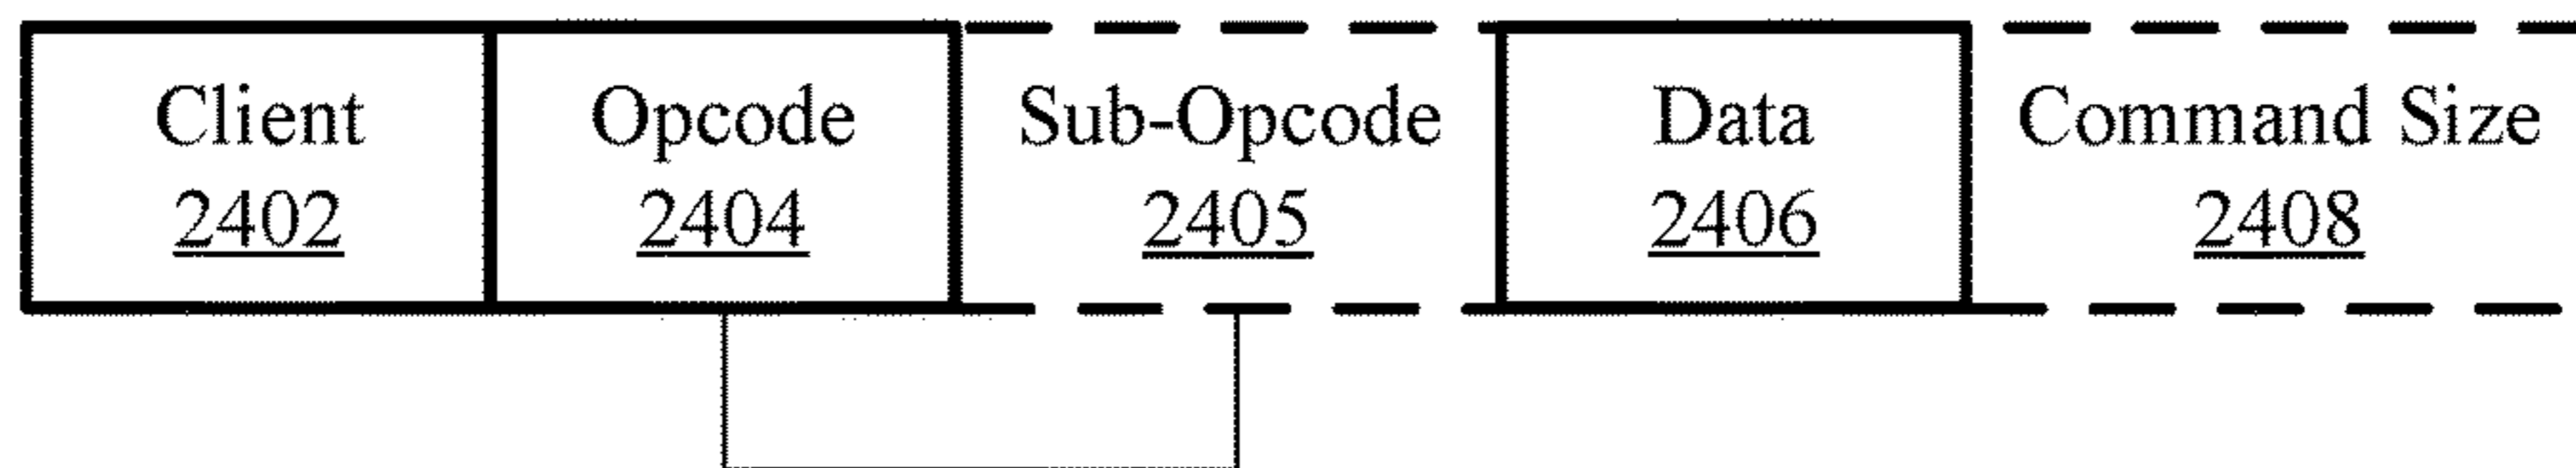 Client Opcode Sub-Opcode Data Command Size
2402 2404 2405 2406 2408